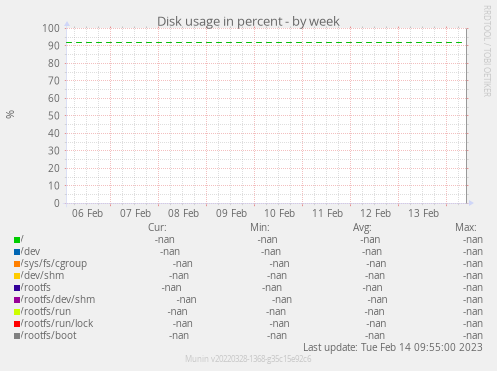 Disk usage in percent - by week
RRDTOOL / TOBI OETIKER
100
90
80
70
60
50
40
30
20
10
0
%
06 Feb 07 Feb 08 Feb 09 Feb 10 Feb 11 Feb 12 Feb 13 Feb
Cur: Min: Avg: Max:
/ -nan -nan -nan -nan
/dev -nan -nan -nan -nan
/sys/fs/cgroup -nan -nan -nan -nan
/dev/shm -nan -nan -nan -nan
/rootfs -nan -nan -nan -nan
/rootfs/dev/shm -nan -nan -nan -nan
/rootfs/run -nan -nan -nan -nan
/rootfs/run/lock -nan -nan -nan -nan
/rootfs/boot -nan -nan -nan -nan
Last update: Tue Feb 14 09:55:00 2023
Munin v20220328-1368-g35c15e92c6